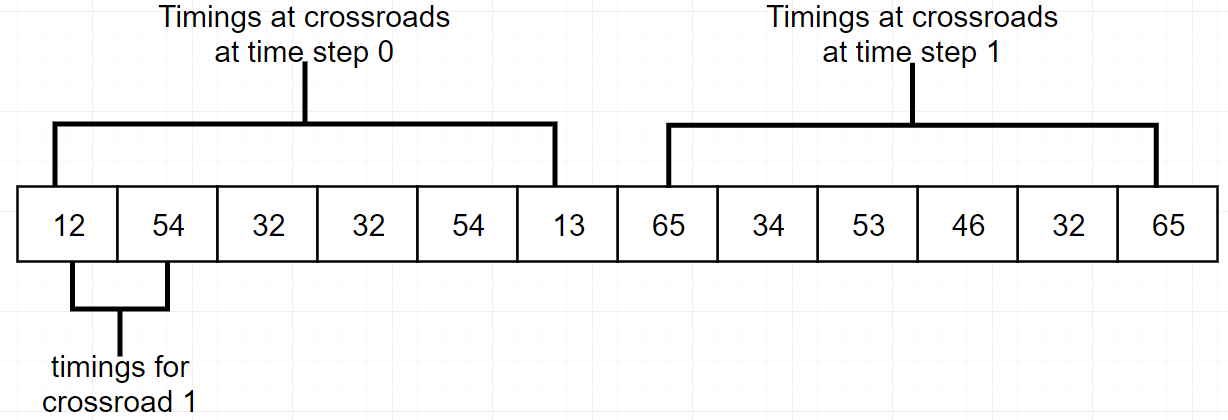 Timings at crossroads
at time step 0
Timings at crossroads
at time step 1
12 54 32 32 54 13 65 34 53 46 32 65
timings for
crossroad 1